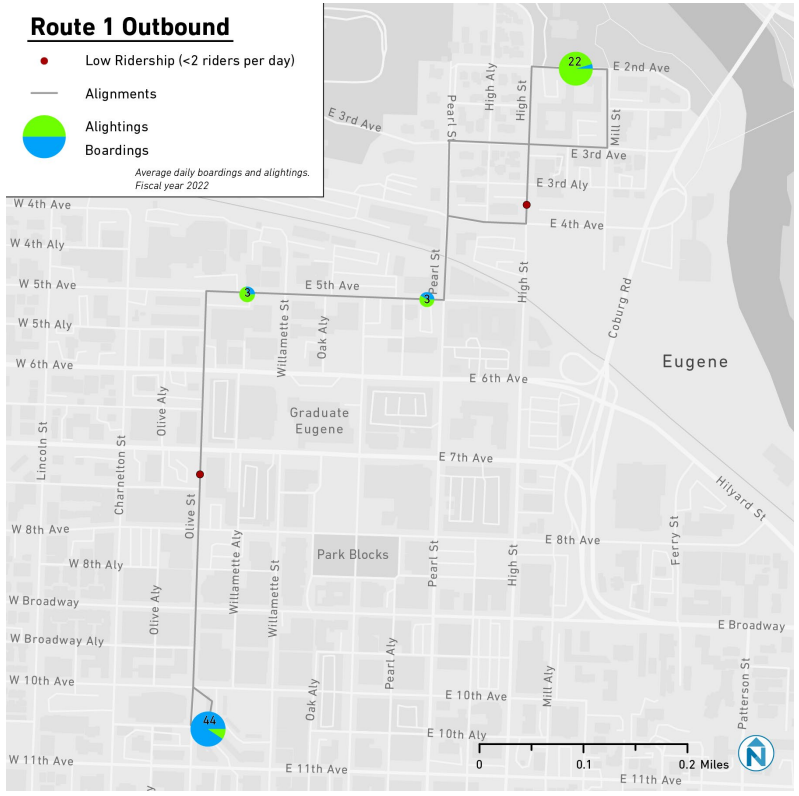 Route 1 Outbound
Low Ridership (<2 riders per day)
Alignments
Alightings
Boardings
Average daily boardings and alightings.
Fiscal year 2022
22
E 2nd Ave
High Aly
High St
Pearl St
Mill St
E 3rd Ave
E 3rd Ave
E 3rd Aly
W 4th Ave
E 4th Ave
W 4th Aly
Pearl St
High St
W 5th Ave
3
E 5th Ave
3
Coburg Rd
W 5th Aly
Willamette St
Oak Aly
W 6th Ave
Eugene
E 6th Ave
Olive Aly
Graduate
Eugene
Lincoln St
Charnelton St
E 7th Ave
Hilyard St
Olive St
W 8th Ave
E 8th Ave
Ferry St
Park Blocks
W 8th Aly
Willamette Aly
Willamette St
Pearl St
High St
Olive Aly
W Broadway
E Broadway
W Broadway Aly
Pearl Aly
W 10th Ave
Oak Aly
E 10th Ave
Mill Aly
Patterson St
44
E 10th Aly
N
W 11th Ave
E 11th Ave
0
0.1
0.2 Miles
E 11th Ave